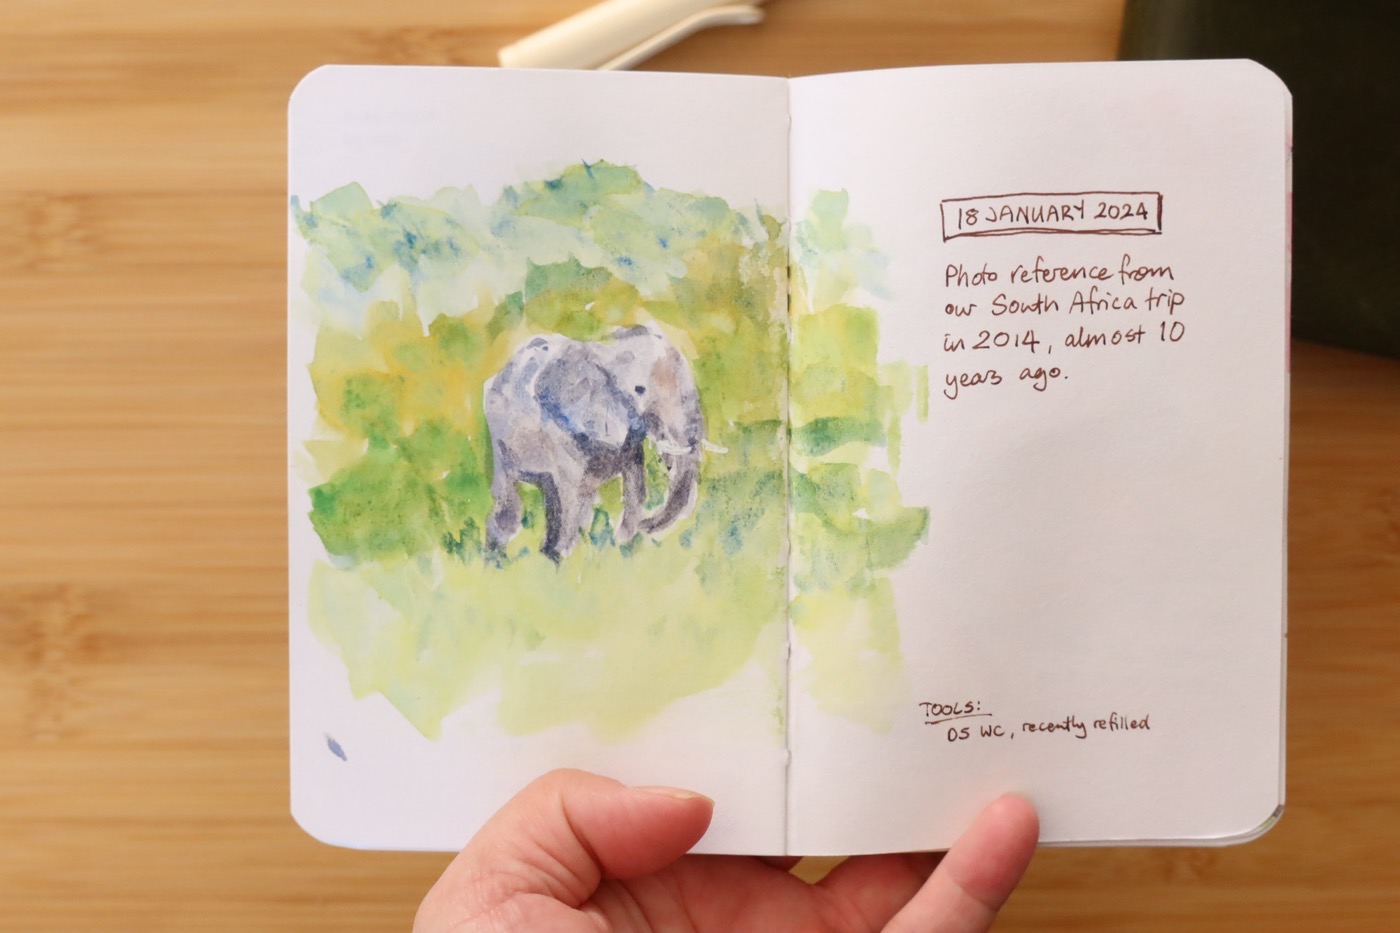 18 JANUARY 2024
Photo reference from
our South Africa trip
in 2014, almost 10
years ago.
TOOLS:
DS WC, recently refilled